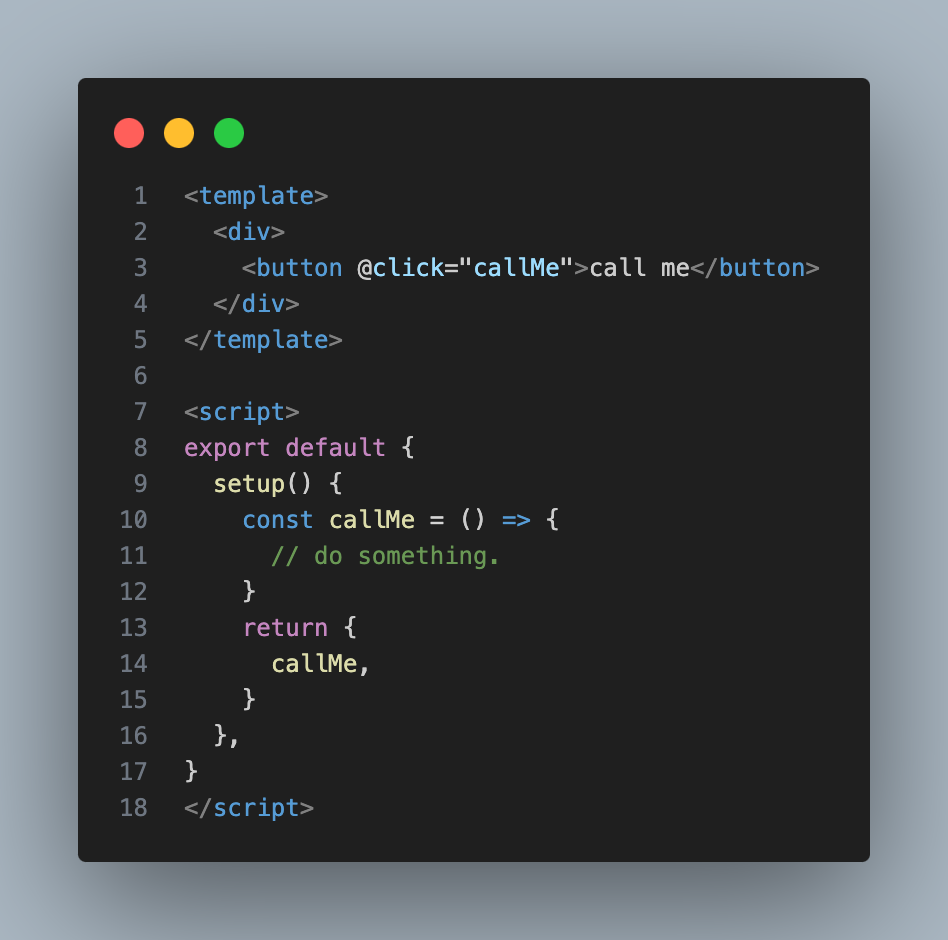 1 <template>
2   <div>
3     <button @click="callMe">call me</button>
4   </div>
5 </template>
6
7 <script>
8 export default {
9   setup() {
10     const callMe = () => {
11       // do something.
12     }
13     return {
14       callMe,
15     }
16   },
17 }
18 </script>